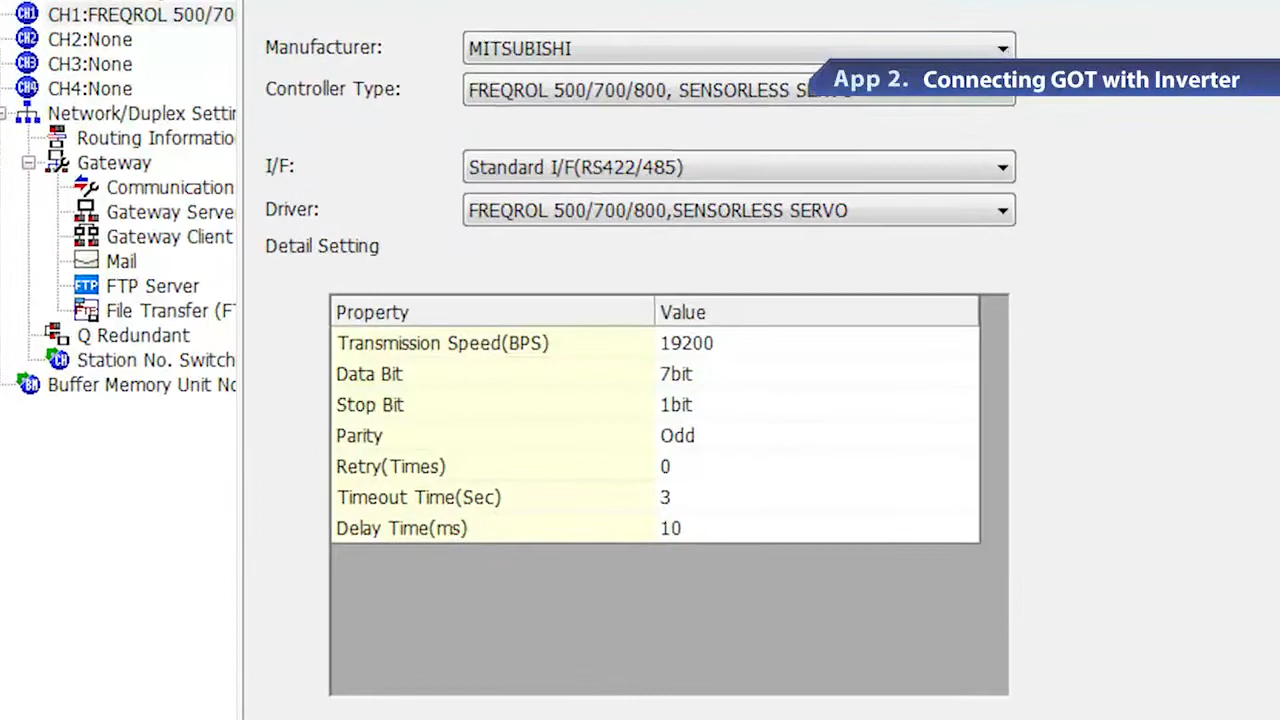 CH1:FREQROL 500/70
CH2:None
CH3:None
CH4:None
Network/Duplex Settin
Routing Informatio
Gateway
Communication
Gateway Serve
Gateway Client
Mail
FTP Server
File Transfer (FT
Q Redundant
Station No. Switch
Buffer Memory Unit No
Manufacturer: MITSUBISHI
App 2. Connecting GOT with Inverter
Controller Type: FREQROL 500/700/800, SENSORLESS
I/F: Standard I/F(RS422/485)
Driver: FREQROL 500/700/800,SENSORLESS SERVO
Detail Setting
Property Value
Transmission Speed(BPS) 19200
Data Bit 7bit
Stop Bit 1bit
Parity Odd
Retry(Times) 0
Timeout Time(Sec) 3
Delay Time(ms) 10